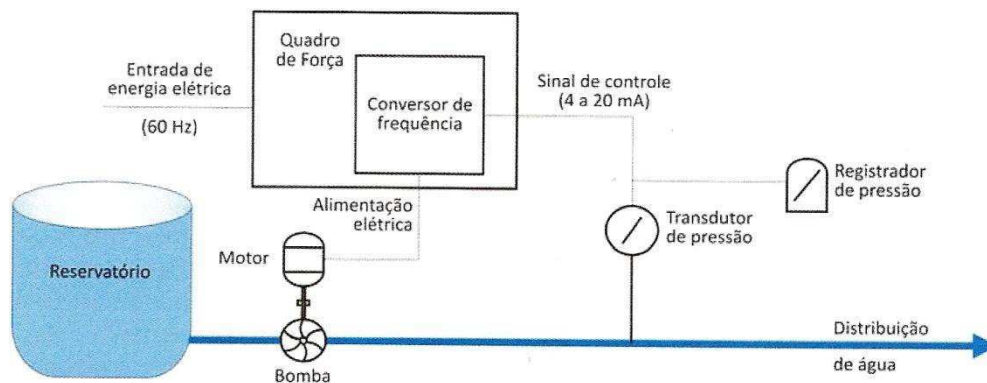 Quadro
de Força
Entrada de
energia elétrica
(60 Hz)
Conversor de
frequência
Sinal de controle
(4 a 20 mA)
Registrador
de pressão
Alimentação
elétrica
Transdutor
de pressão
Motor
Reservatório
Bomba
Distribuição
de água